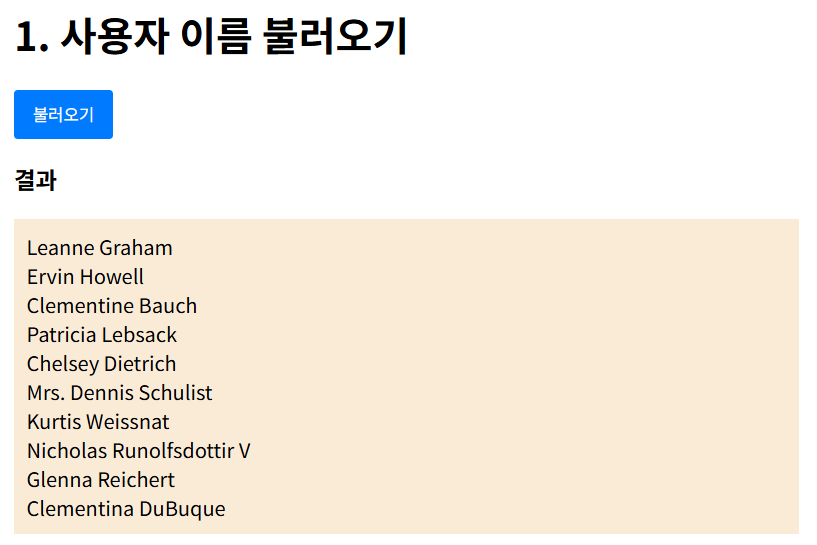 1. 사용자 이름 불러오기
불러오기
결과
Leanne Graham
Ervin Howell
Clementine Bauch
Patricia Lebsack
Chelsey Dietrich
Mrs. Dennis Schulist
Kurtis Weissnat
Nicholas Runolfsdottir V
Glenna Reichert
Clementina DuBuque